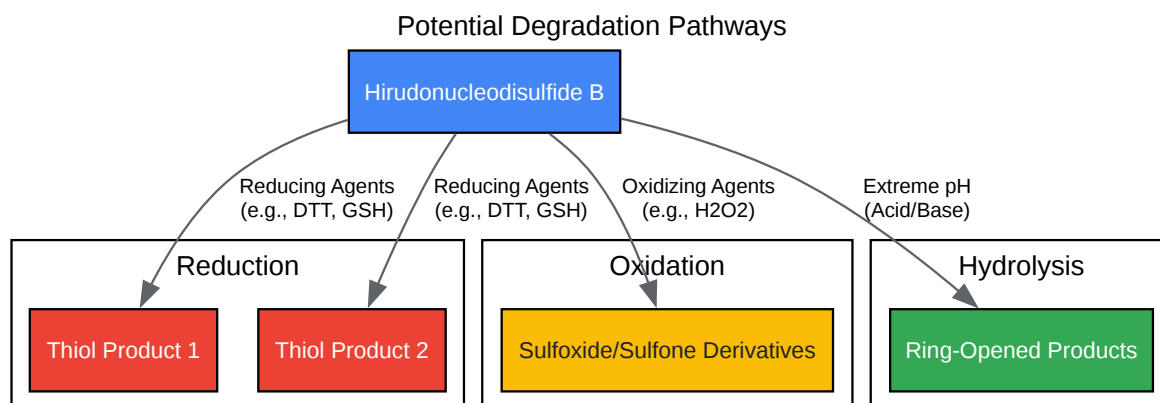 Potential Degradation Pathways
Hirudonucleodisulfide B
Reducing Agents
(e.g., DTT, GSH)
Reducing Agents
(e.g., DTT, GSH)
Oxidizing Agents
(e.g., H2O2)
Extreme pH
(Acid/Base)
Reduction
Oxidation
Hydrolysis
Thiol Product 1
Thiol Product 2
Sulfoxide/Sulfone Derivatives
Ring-Opened Products